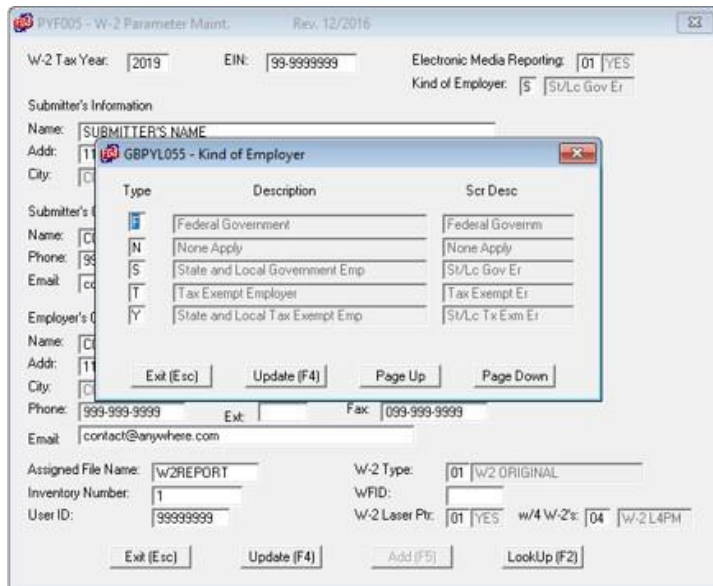 PYF005 - W-2 Parameter Maint. Rev. 12/2016
W-2 Tax Year: 2019 EIN: 99-9999999 Electronic Media Reporting: 01 YES
Kind of Employer: S St/Lc Gov Er
Submitter's Information
Name: SUBMITTER'S NAME
Addr: 11
City:
GBPYL055 - Kind of Employer
Type Description Scr Desc
F Federal Government Federal Governm
N None Apply None Apply
S State and Local Government Emp St/Lc Gov Er
T Tax Exempt Employer Tax Exempt Er
Y State and Local Tax Exempt Emp St/Lc Tx Exm Er
Exit (Esc) Update (F4) Page Up Page Down
Submitter's
Name:
Phone: 99
Email: co
Employer's
Name:
Addr: 11
City:
Phone: 999-999-9999 Ext: Fax: 099-999-9999
Email: contact@anywhere.com
Assigned File Name: W2REPORT W-2 Type: 01 W2 ORIGINAL
Inventory Number: 1 WFID:
User ID: 99999999 W-2 Laser Ptr: 01 YES w/4 W-2's: 04 W-2 L4PM
Exit (Esc) Update (F4) Add (F5) LookUp (F2)